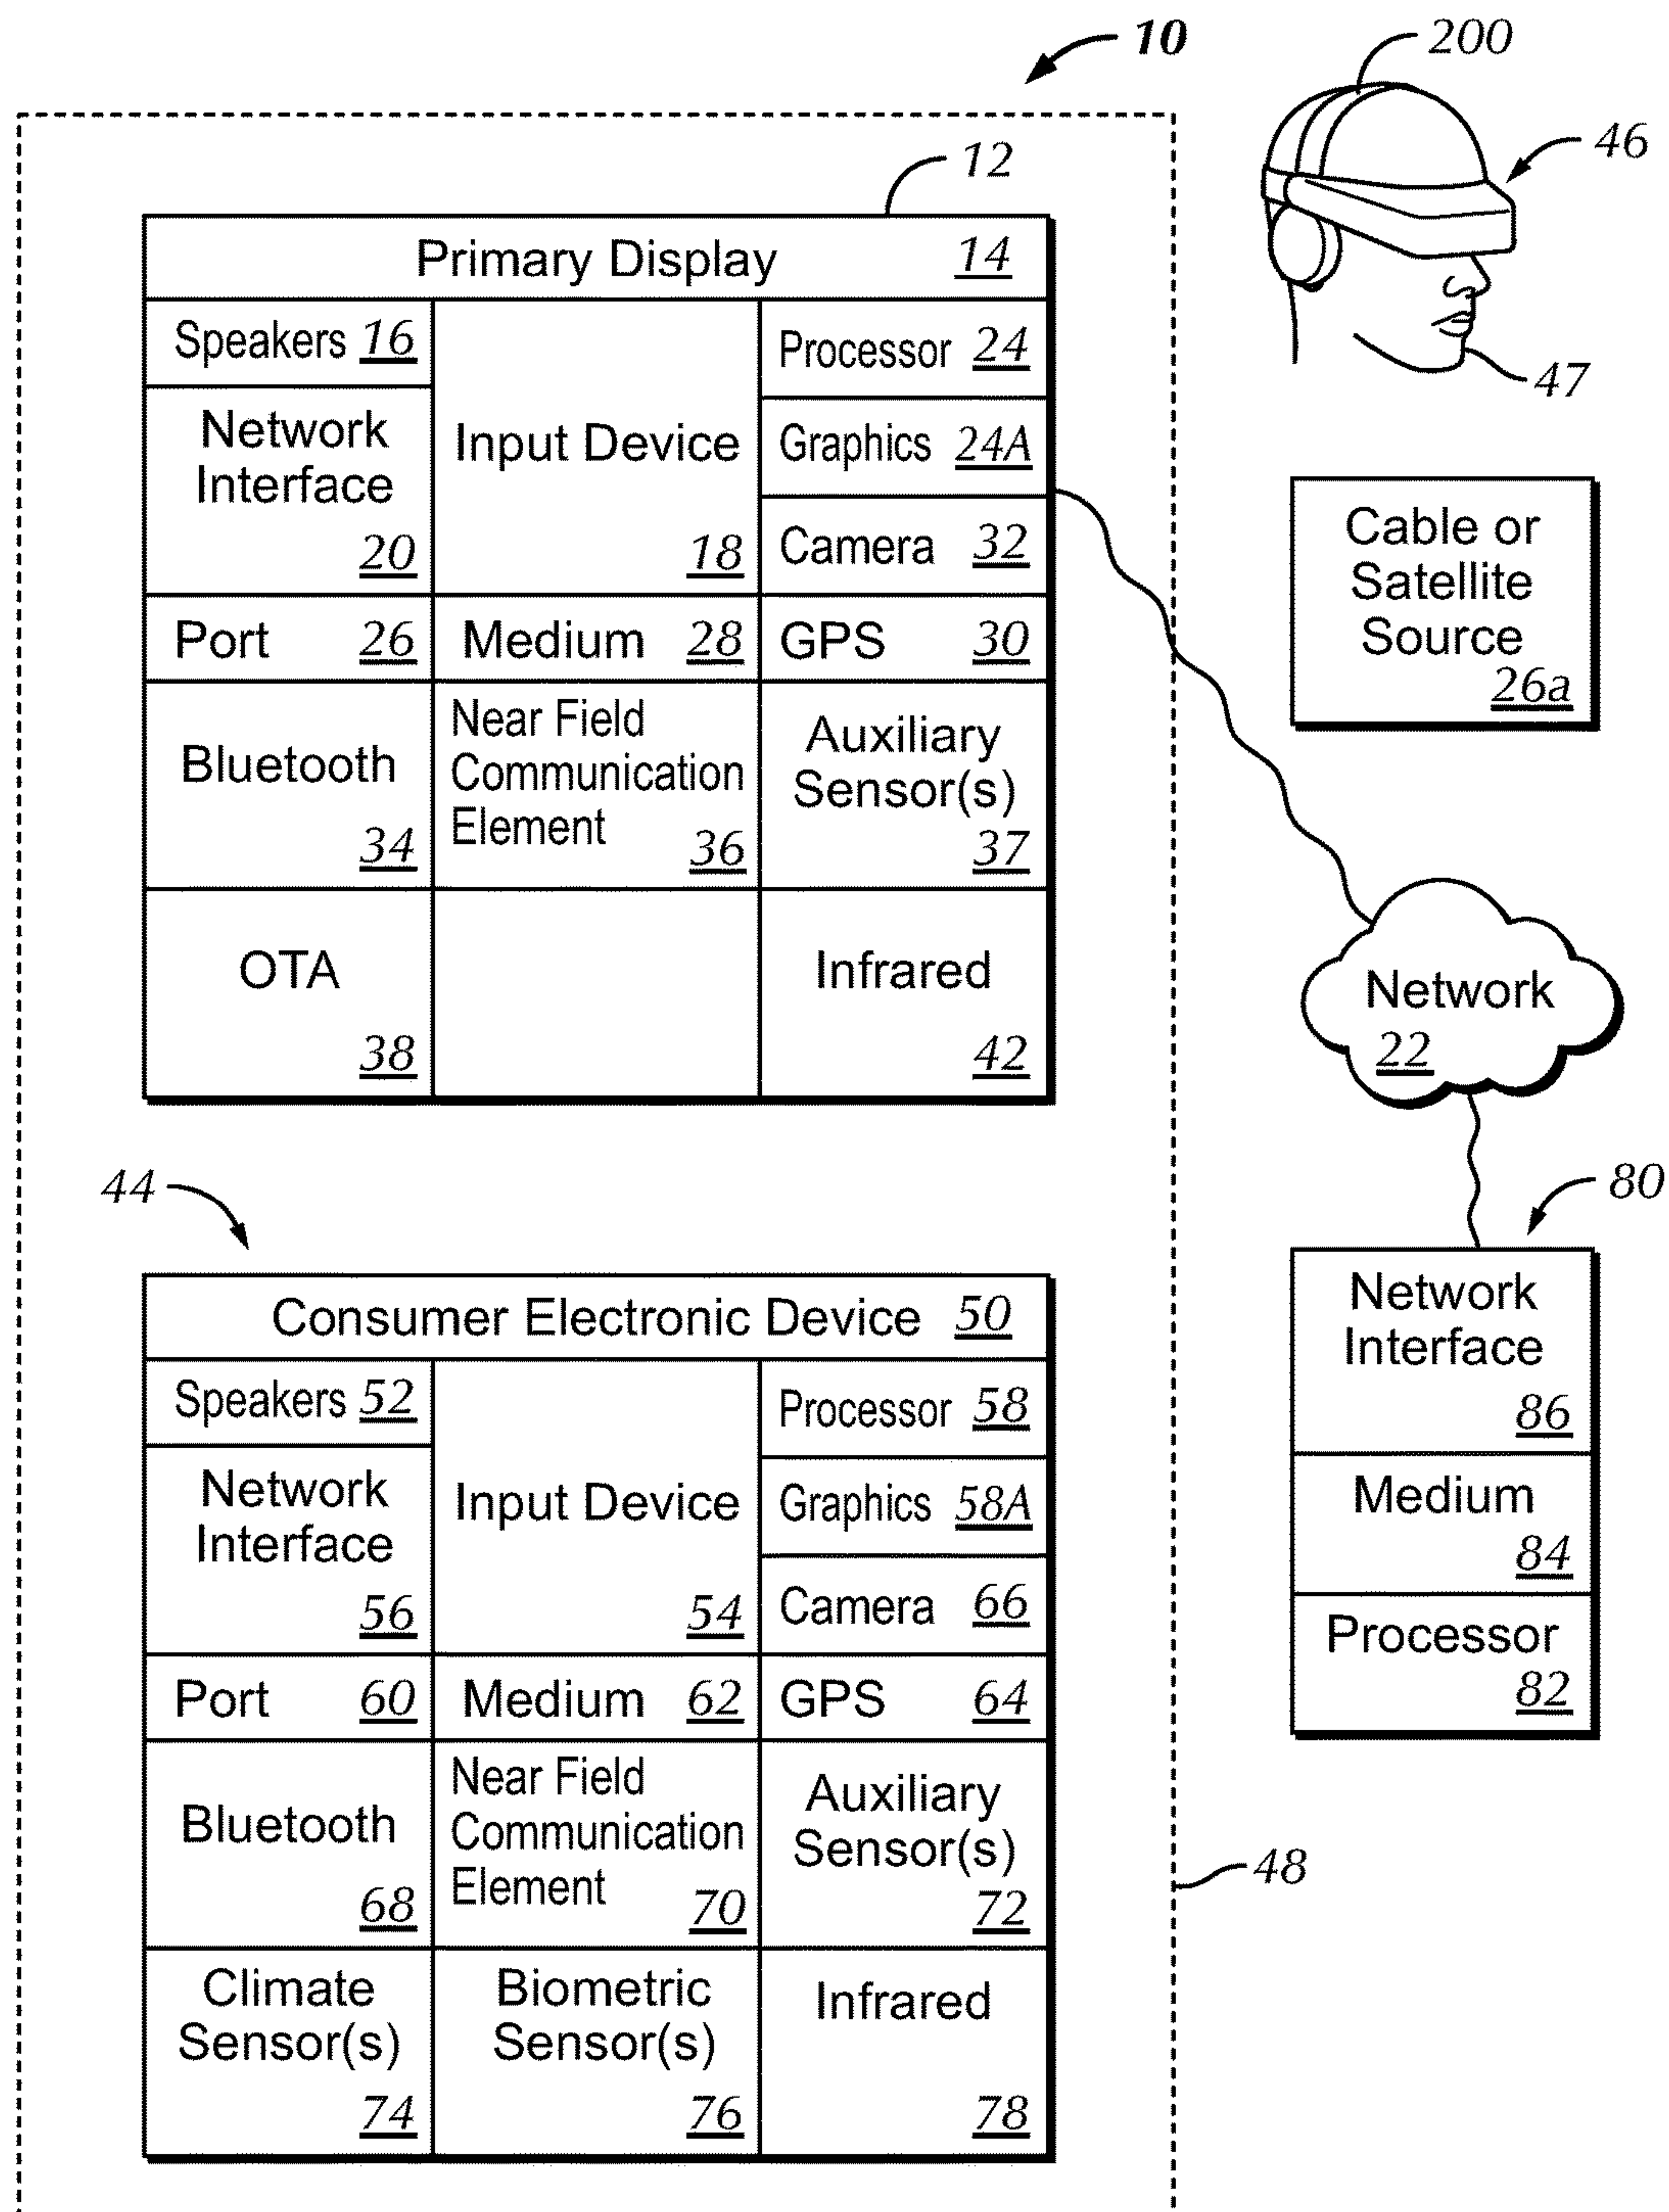 10
200
46
47
12
Primary Display 14
Speakers 16
Network
Interface
20
Input Device
18
Processor 24
Graphics 24A
Camera 32
Port 26
Medium 28
GPS 30
Bluetooth
34
Near Field
Communication
Element
36
Auxiliary
Sensor(s)
37
OTA
38
Infrared
42
Cable or
Satellite
Source
26a
Network
22
44
Consumer Electronic Device 50
Speakers 52
Network
Interface
56
Input Device
54
Processor 58
Graphics 58A
Camera 66
Port 60
Medium 62
GPS 64
Bluetooth
68
Near Field
Communication
Element
70
Auxiliary
Sensor(s)
72
Climate
Sensor(s)
74
Biometric
Sensor(s)
76
Infrared
78
80
Network
Interface
86
Medium
84
Processor
82
48